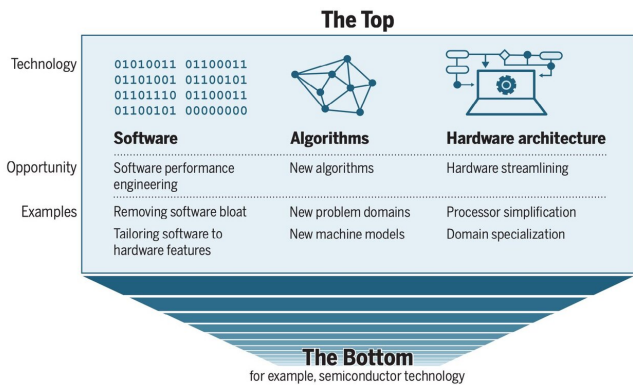 The Top
Technology
01010011 01100011
01101001 01100101
01101110 01100011
01100101 00000000
Software
Algorithms
Hardware architecture
Opportunity
Software performance
engineering
New algorithms
Hardware streamlining
Examples
Removing software bloat
New problem domains
Processor simplification
Tailoring software to
hardware features
New machine models
Domain specialization
The Bottom
for example, semiconductor technology